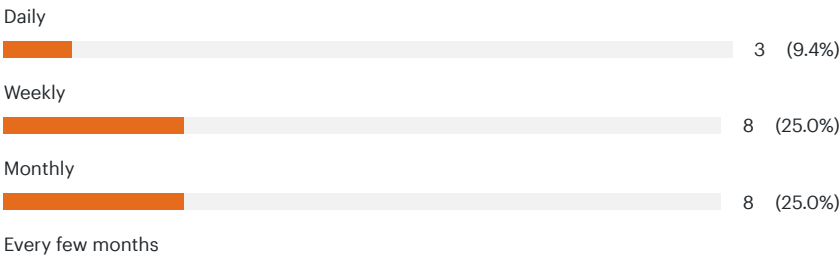 Daily
3 (9.4%)
Weekly
8 (25.0%)
Monthly
8 (25.0%)
Every few months